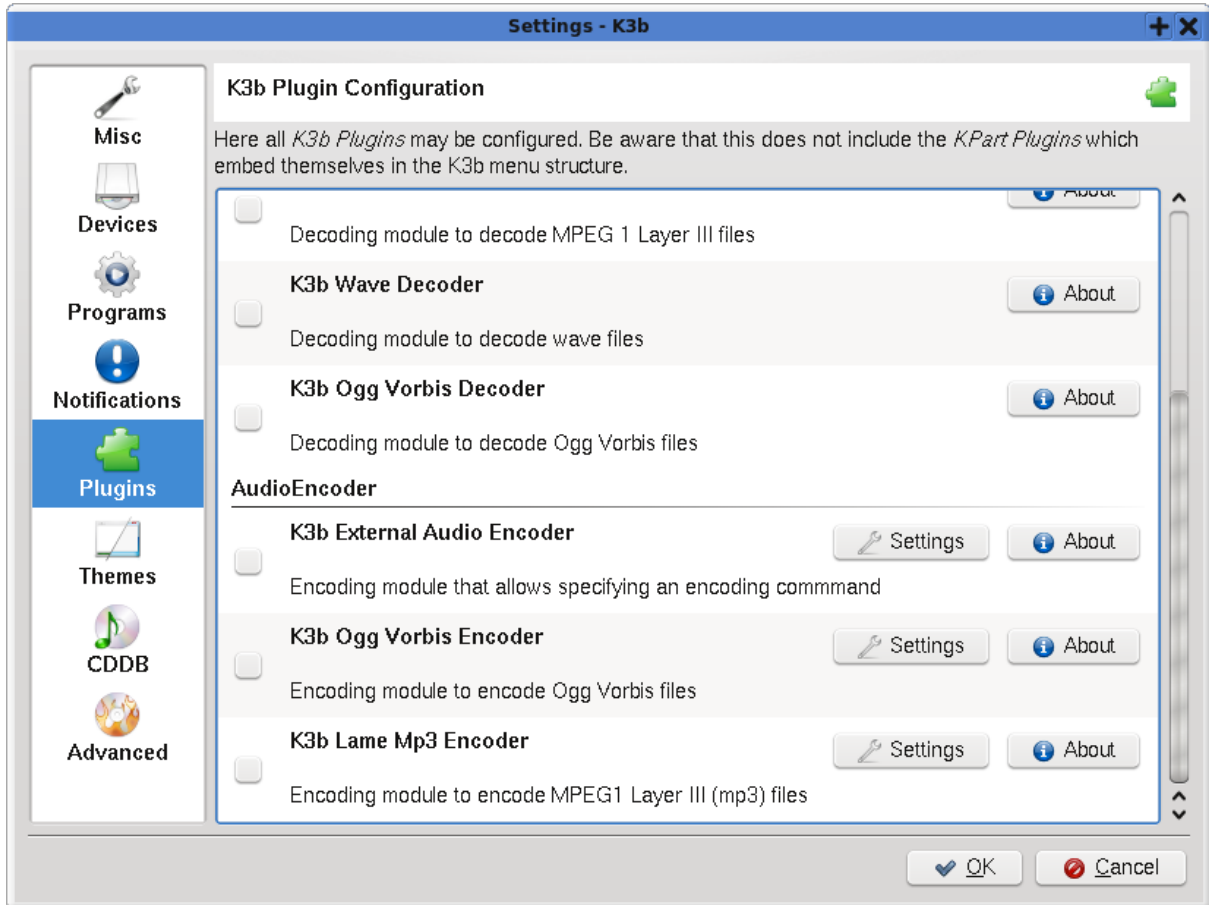 Settings - K3b
Misc
Devices
Programs
Notifications
Plugins
Themes
CDDB
Advanced
K3b Plugin Configuration
Here all K3b Plugins may be configured. Be aware that this does not include the KPart Plugins which
embed themselves in the K3b menu structure.
About
Decoding module to decode MPEG 1 Layer III files
K3b Wave Decoder
About
Decoding module to decode wave files
K3b Ogg Vorbis Decoder
About
Decoding module to decode Ogg Vorbis files
AudioEncoder
K3b External Audio Encoder
Settings
About
Encoding module that allows specifying an encoding commmand
K3b Ogg Vorbis Encoder
Settings
About
Encoding module to encode Ogg Vorbis files
K3b Lame Mp3 Encoder
Settings
About
Encoding module to encode MPEG1 Layer III (mp3) files
OK
Cancel